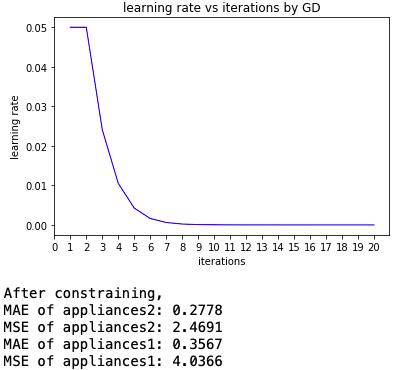 learning rate vs iterations by GD
0.05
0.04
0.03
0.02
0.01
0.00
learning rate
0 1 2 3 4 5 6 7 8 9 10 11 12 13 14 15 16 17 18 19 20
iterations
After constraining,
MAE of appliances2: 0.2778
MSE of appliances2: 2.4691
MAE of appliances1: 0.3567
MSE of appliances1: 4.0366